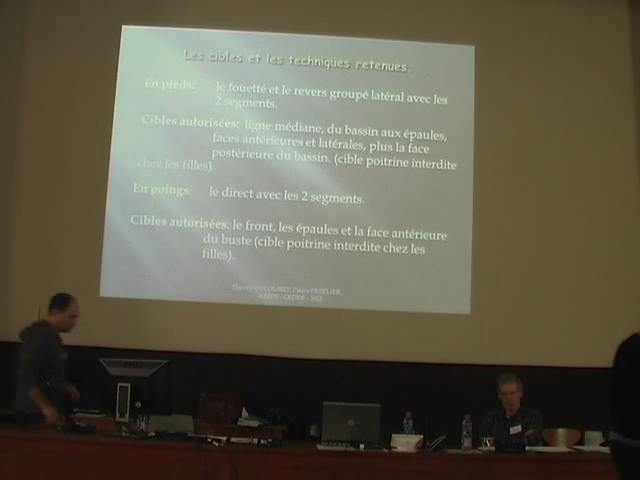 Les cibles et les techniques retenues.
En pieds: le fouetté et le revers groupé latéral avec les
2 segments.
Cibles autorisées: ligne médiane, du bassin aux épaules,
faces antérieures et latérales, plus la face
postérieure du bassin. (cible poitrine interdite
chez les filles).
En poings: le direct avec les 2 segments.
Cibles autorisées: le front, les épaules et la face antérieure
du buste (cible poitrine interdite chez les
filles).